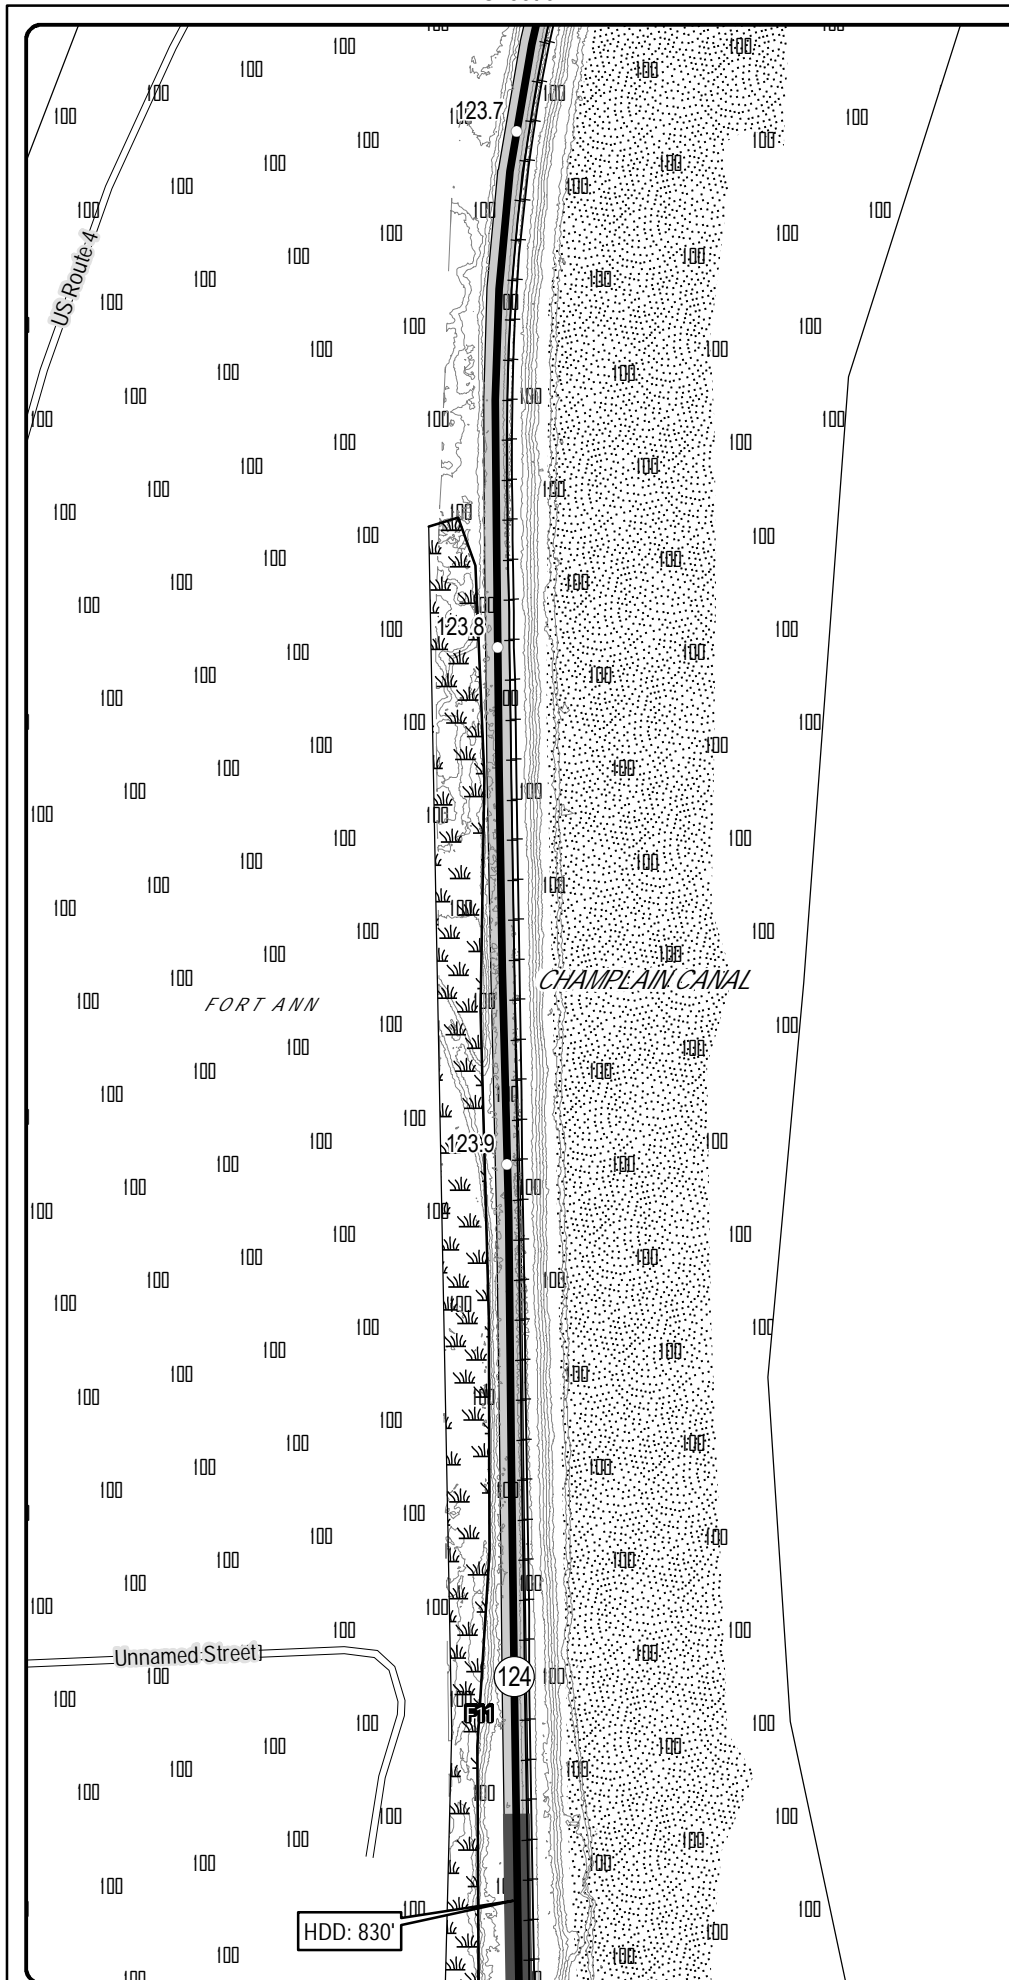 123.7
US Route 4
123.8
CHAMPLAIN CANAL
FORT ANN
123.9
Unnamed Street
124
F11
HDD: 830'
100